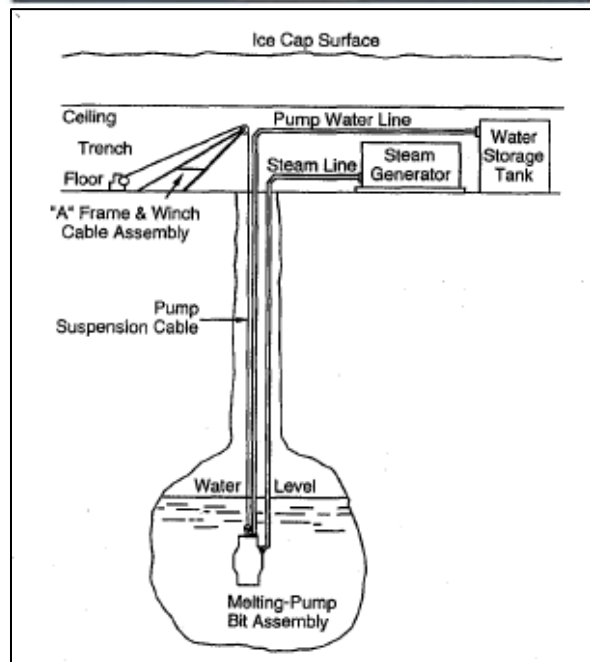 Ice Cap Surface
Ceiling
Pump Water Line
Trench
Water
Storage
Tank
Steam Line
Steam
Generator
Floor
"A" Frame & Winch
Cable Assembly
Pump
Suspension Cable
Water Level
Melting-Pump
Bit Assembly